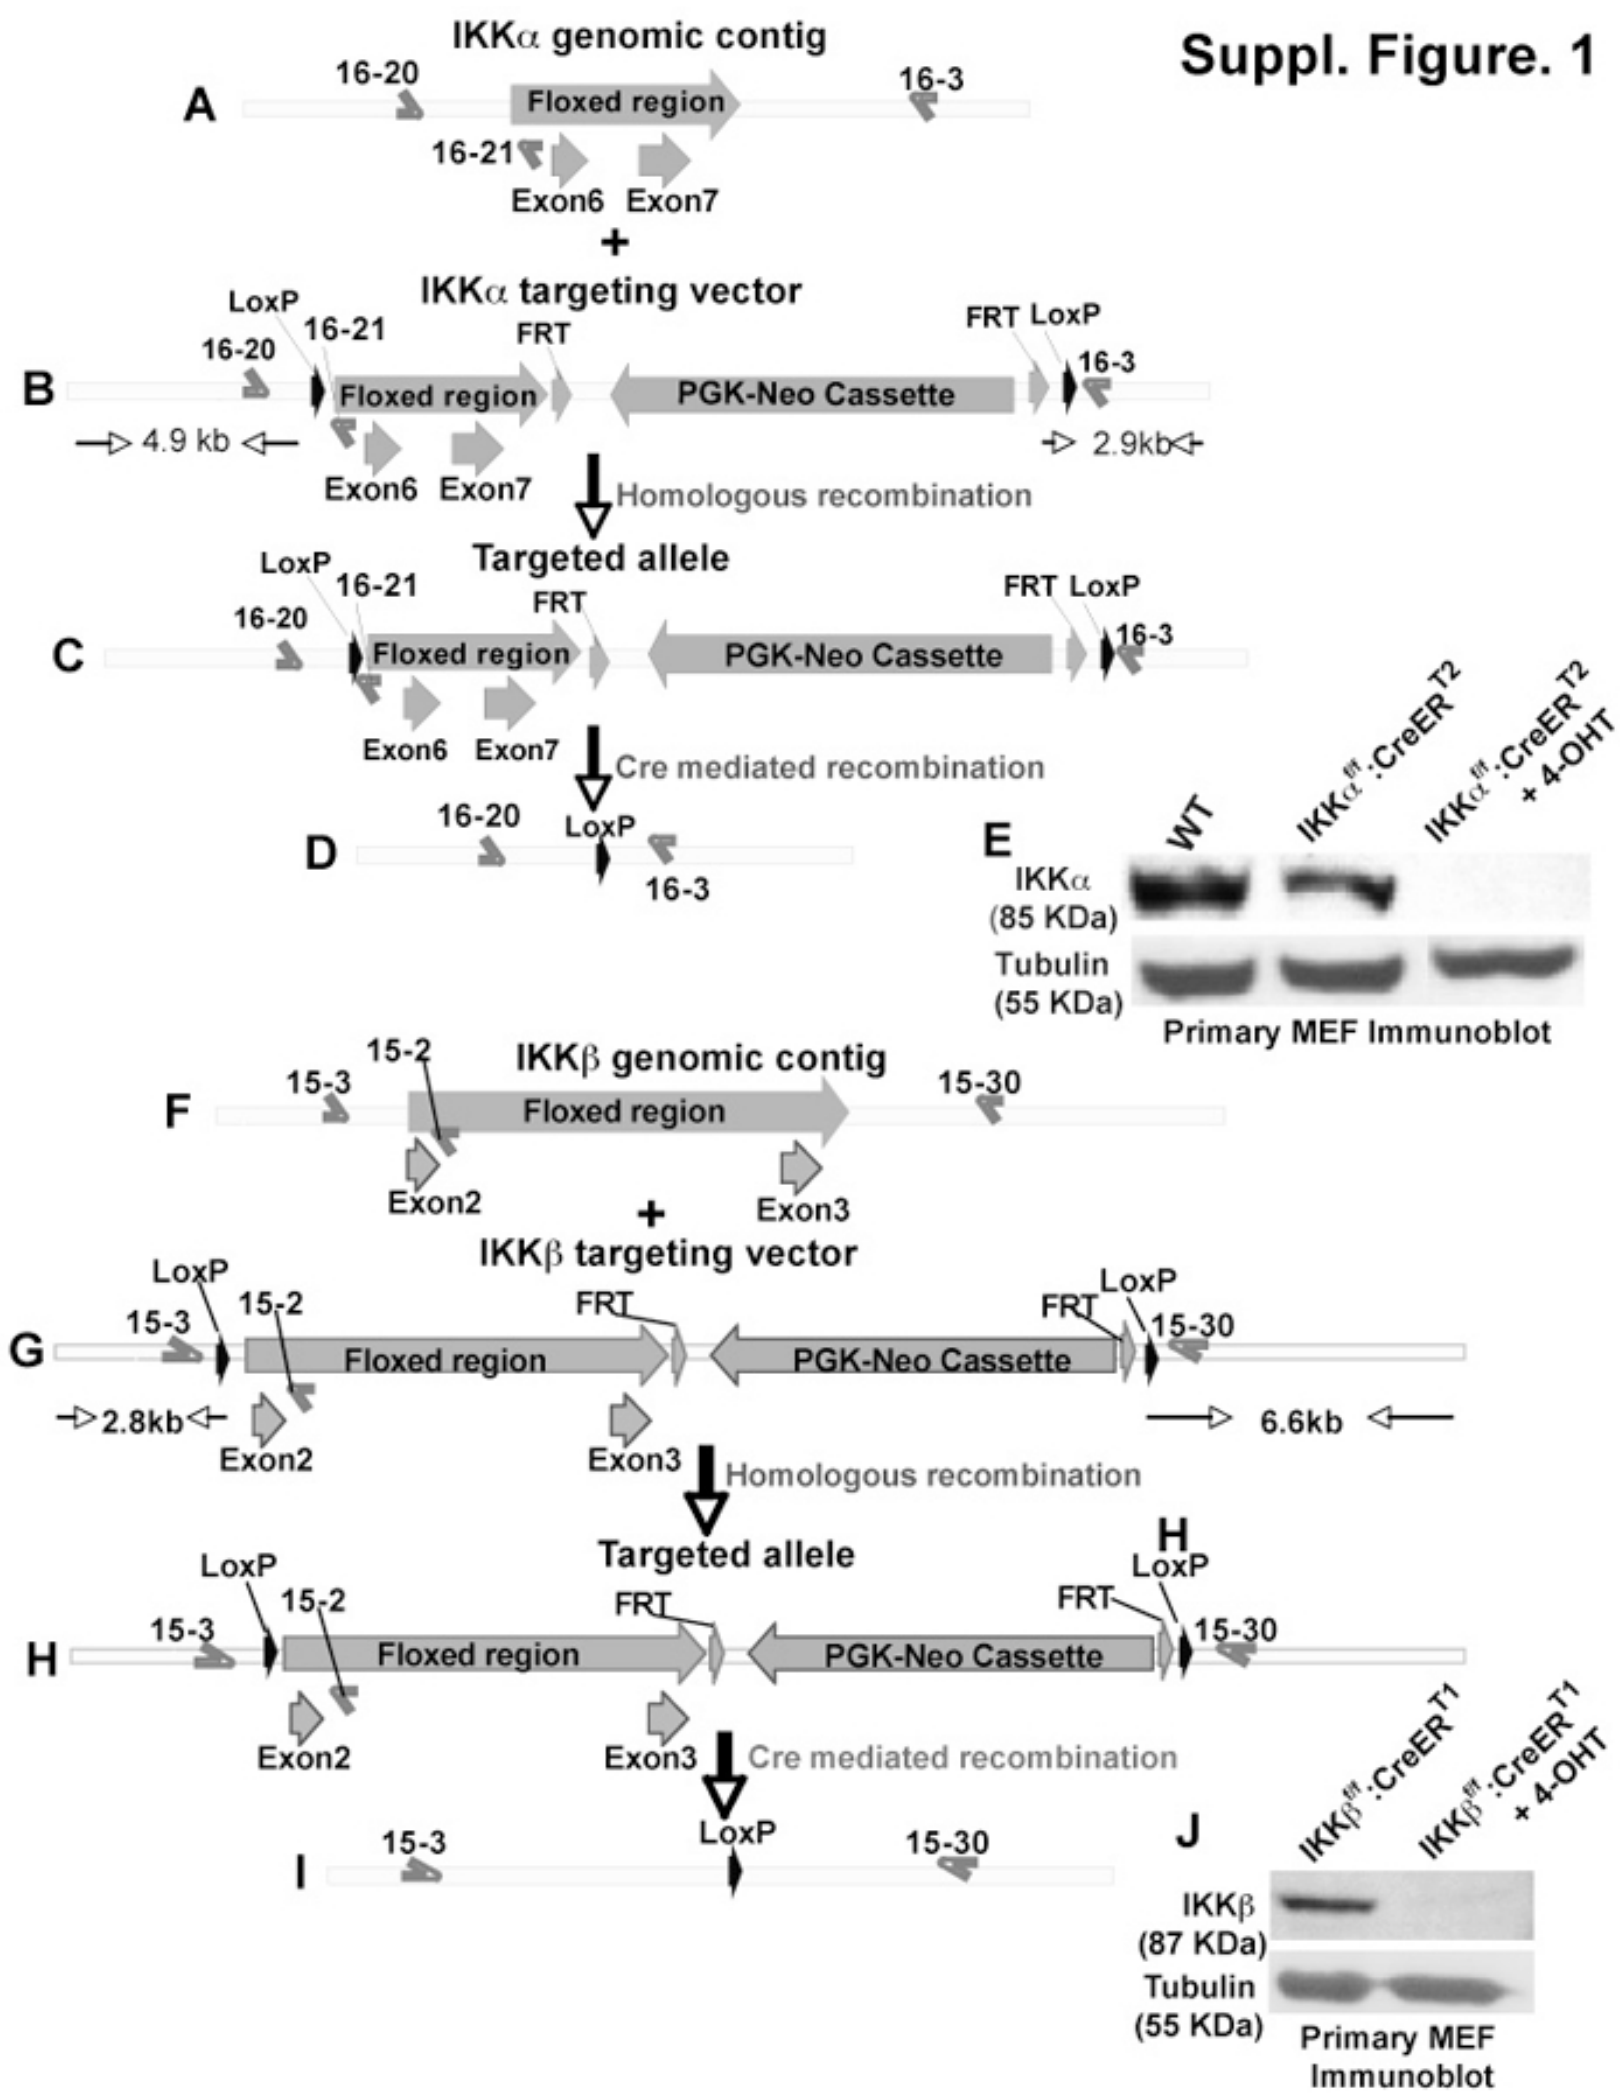 Suppl. Figure. 1
IKKα genomic contig
A
16-20
Floxed region
16-3
16-21
Exon6 Exon7
+
IKKα targeting vector
LoxP
16-21
FRT
FRT LoxP
16-20
16-3
B
Floxed region
PGK-Neo Cassette
4.9 kb
2.9kb
Exon6 Exon7
Homologous recombination
Targeted allele
LoxP
16-21
FRT
FRT LoxP
16-20
16-3
C
Floxed region
PGK-Neo Cassette
Exon6 Exon7
Cre mediated recombination
16-20
LoxP
D
16-3
E
WT
IKKα f/f:CreER T2
IKKα f/f:CreER T2
+ 4-OHT
IKKα
(85 KDa)
Tubulin
(55 KDa)
Primary MEF Immunoblot
IKKβ genomic contig
15-2
15-3
15-30
F
Floxed region
Exon2
Exon3
+
IKKβ targeting vector
LoxP
15-2
FRT
FRT
LoxP
15-3
15-30
G
Floxed region
PGK-Neo Cassette
2.8kb
6.6kb
Exon2
Exon3
Homologous recombination
Targeted allele
H
LoxP
15-2
FRT
FRT
LoxP
15-3
15-30
H
Floxed region
PGK-Neo Cassette
Exon2
Exon3
Cre mediated recombination
15-3
LoxP
15-30
I
J
IKKβ f/f:CreER T1
IKKβ f/f:CreER T1
+ 4-OHT
IKKβ
(87 KDa)
Tubulin
(55 KDa)
Primary MEF
Immunoblot